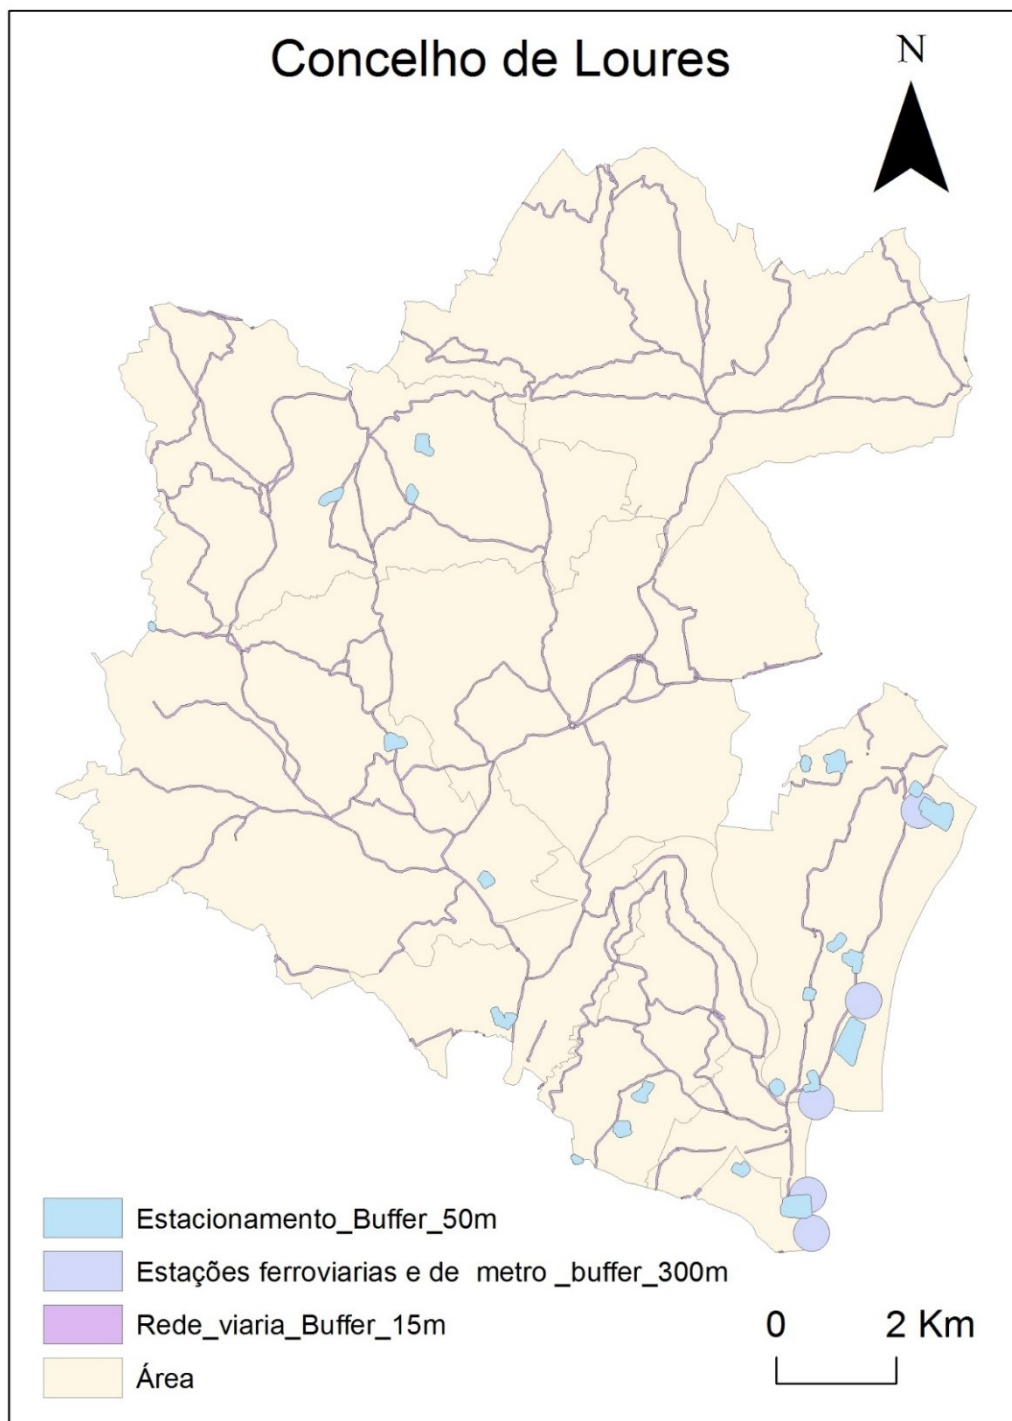 Concelho de Loures
N
Estacionamento_Buffer_50m
Estações ferroviarias e de metro _buffer_300m
Rede_viaria_Buffer_15m
Área
0 2 Km